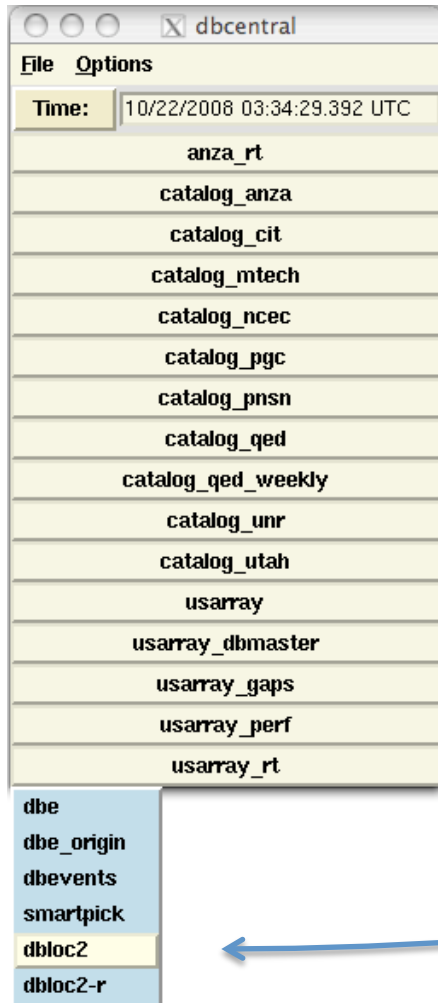 dbcentral
File Options
Time: 10/22/2008 03:34:29.392 UTC
anza_rt
catalog_anza
catalog_cit
catalog_mtech
catalog_ncec
catalog_pgc
catalog_pnsn
catalog_qed
catalog_qed_weekly
catalog_unr
catalog_utah
usarray
usarray_dbmaster
usarray_gaps
usarray_perf
usarray_rt
dbe
dbe_origin
dbevents
smartpick
dbloc2
dbloc2-r